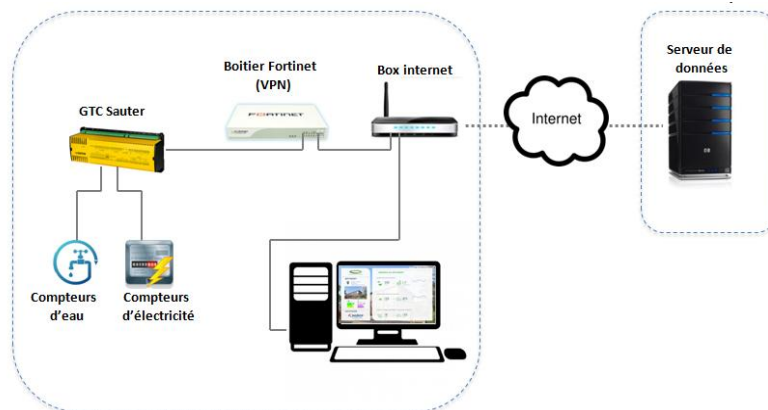 Serveur de
données
Boitier Fortinet
(VPN)
Box internet
GTC Sauter
FORTINET
Internet
Compteurs
d'eau
Compteurs
d'électricité